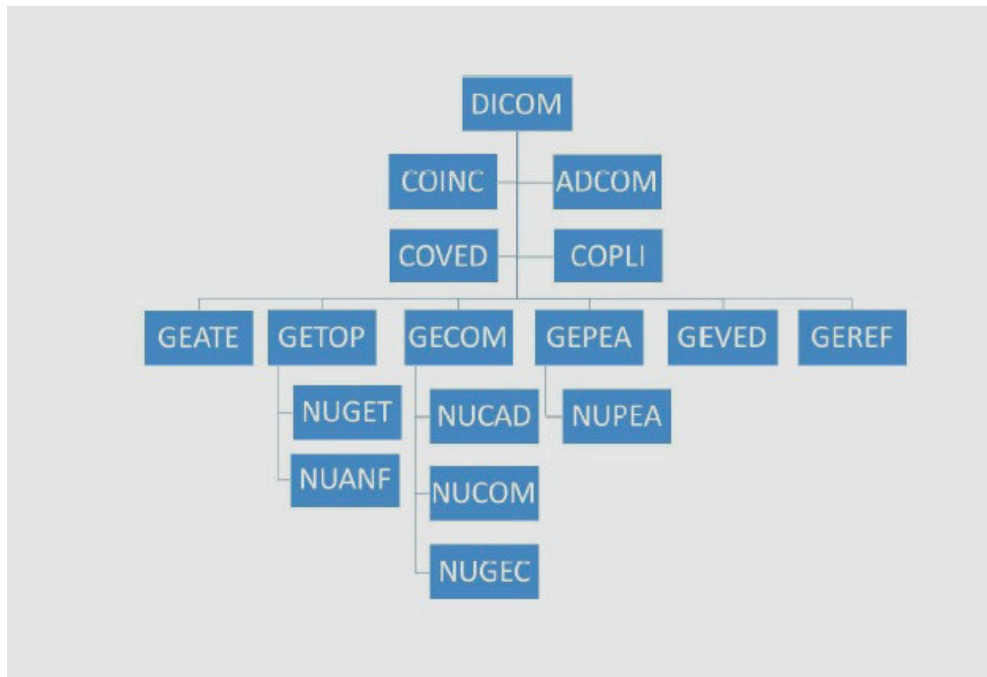 DICOM
COINC
ADCOM
COVED
COPLI
GEATE
GETOP
GECOM
GEPEA
GEVED
GEREF
NUGET
NUCAD
NUPEA
NUANF
NUCOM
NUGEC